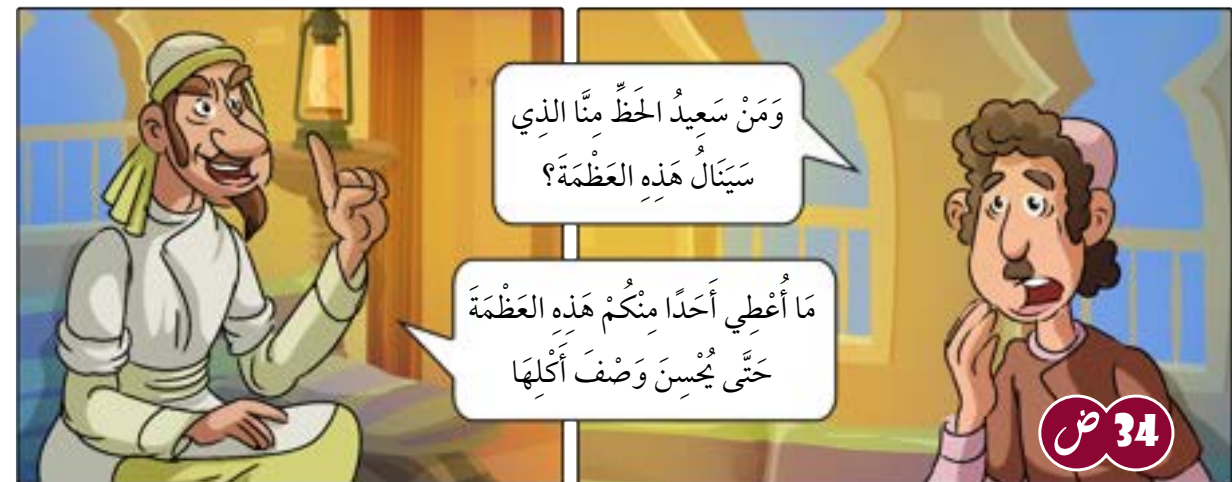 وَمَنْ سَعِيدُ الحَظِّ مِنَّا الذِي
سَيَنَالُ هَذِهِ العَظْمَةَ؟
مَا أُعْطِي أَحَدًا مِنْكُمْ هَذِهِ العَظْمَةَ
حَتَّى يُحْسِنَ وَصْفَ أَكْلِهَا
34 ض